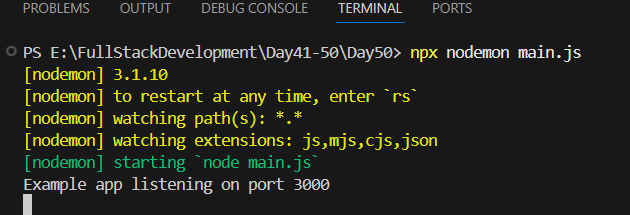 PROBLEMS OUTPUT DEBUG CONSOLE TERMINAL PORTS
PS E:\FullStackDevelopment\Day41-50\Day50> npx nodemon main.js
[nodemon] 3.1.10
[nodemon] to restart at any time, enter `rs`
[nodemon] watching path(s): *.*
[nodemon] watching extensions: js,mjs,cjs,json
[nodemon] starting `node main.js`
Example app listening on port 3000